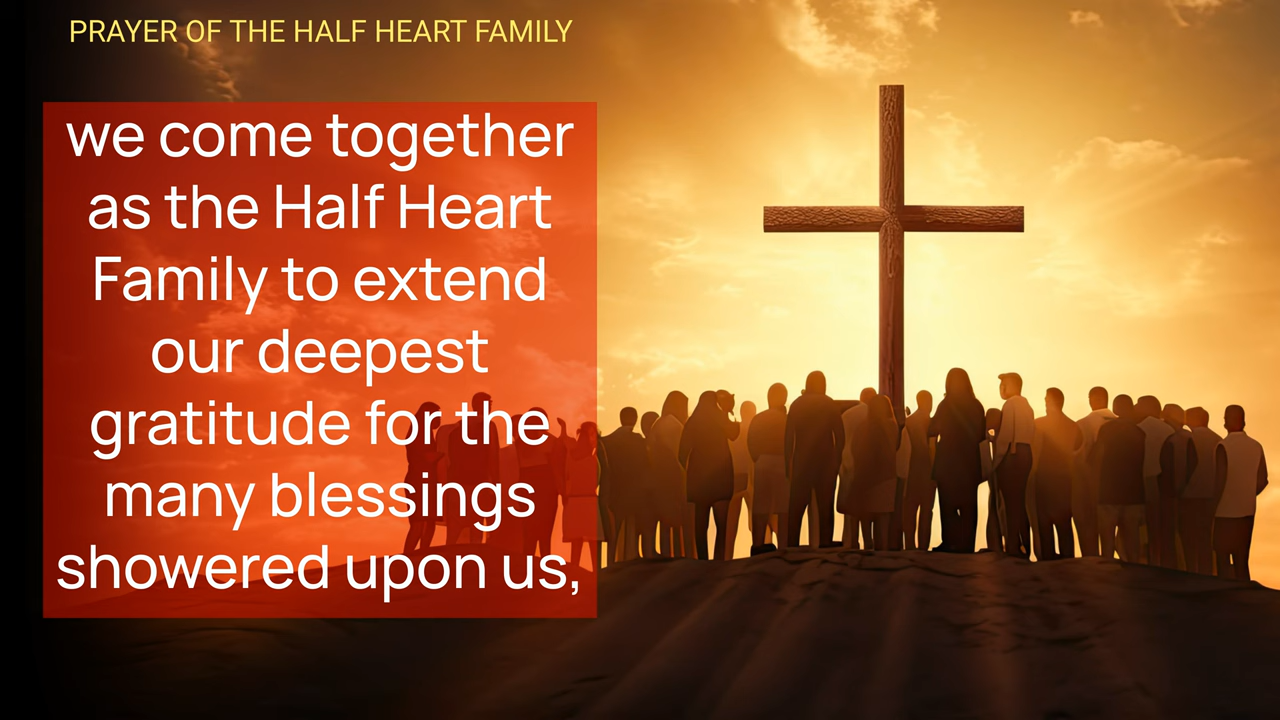 PRAYER OF THE HALF HEART FAMILY
we come together
as the Half Heart
Family to extend
our deepest
gratitude for the
many blessings
showered upon us,